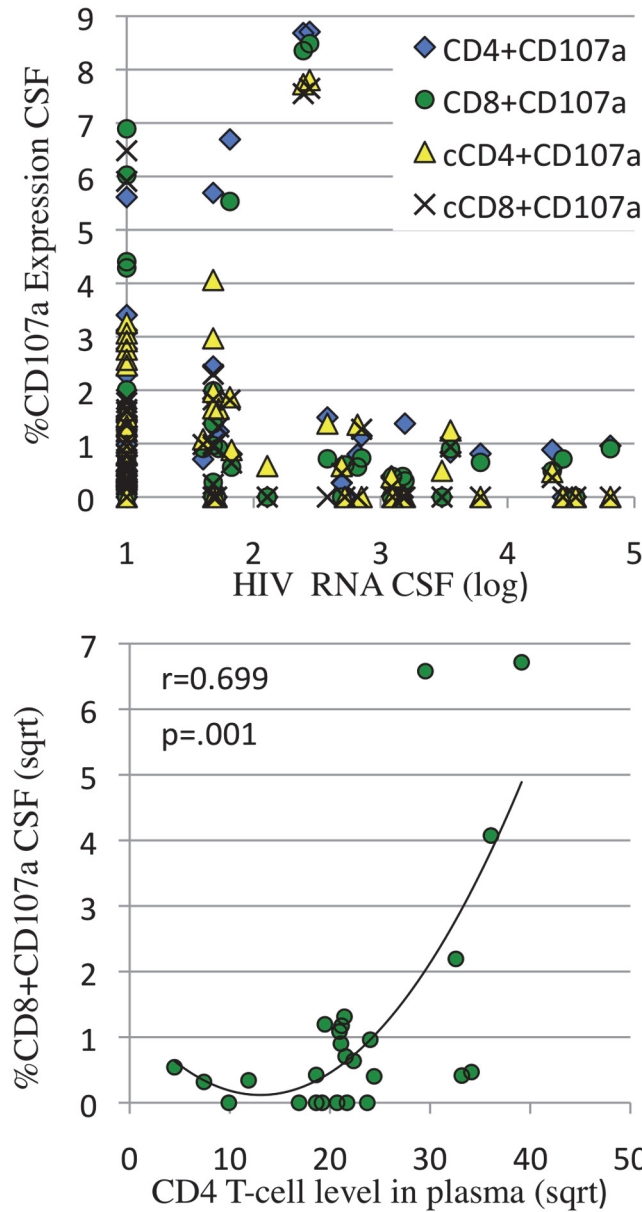 9
8
7
6
5
4
3
2
1
0
%CD107a Expression CSF
CD4+CD107a
CD8+CD107a
cCD4+CD107a
cCD8+CD107a
1 2 3 4 5
HIV RNA CSF (log)
7
6
5
4
3
2
1
0
%CD8+CD107a CSF (sqrt)
r=0.699
p=.001
0 10 20 30 40 50
CD4 T-cell level in plasma (sqrt)